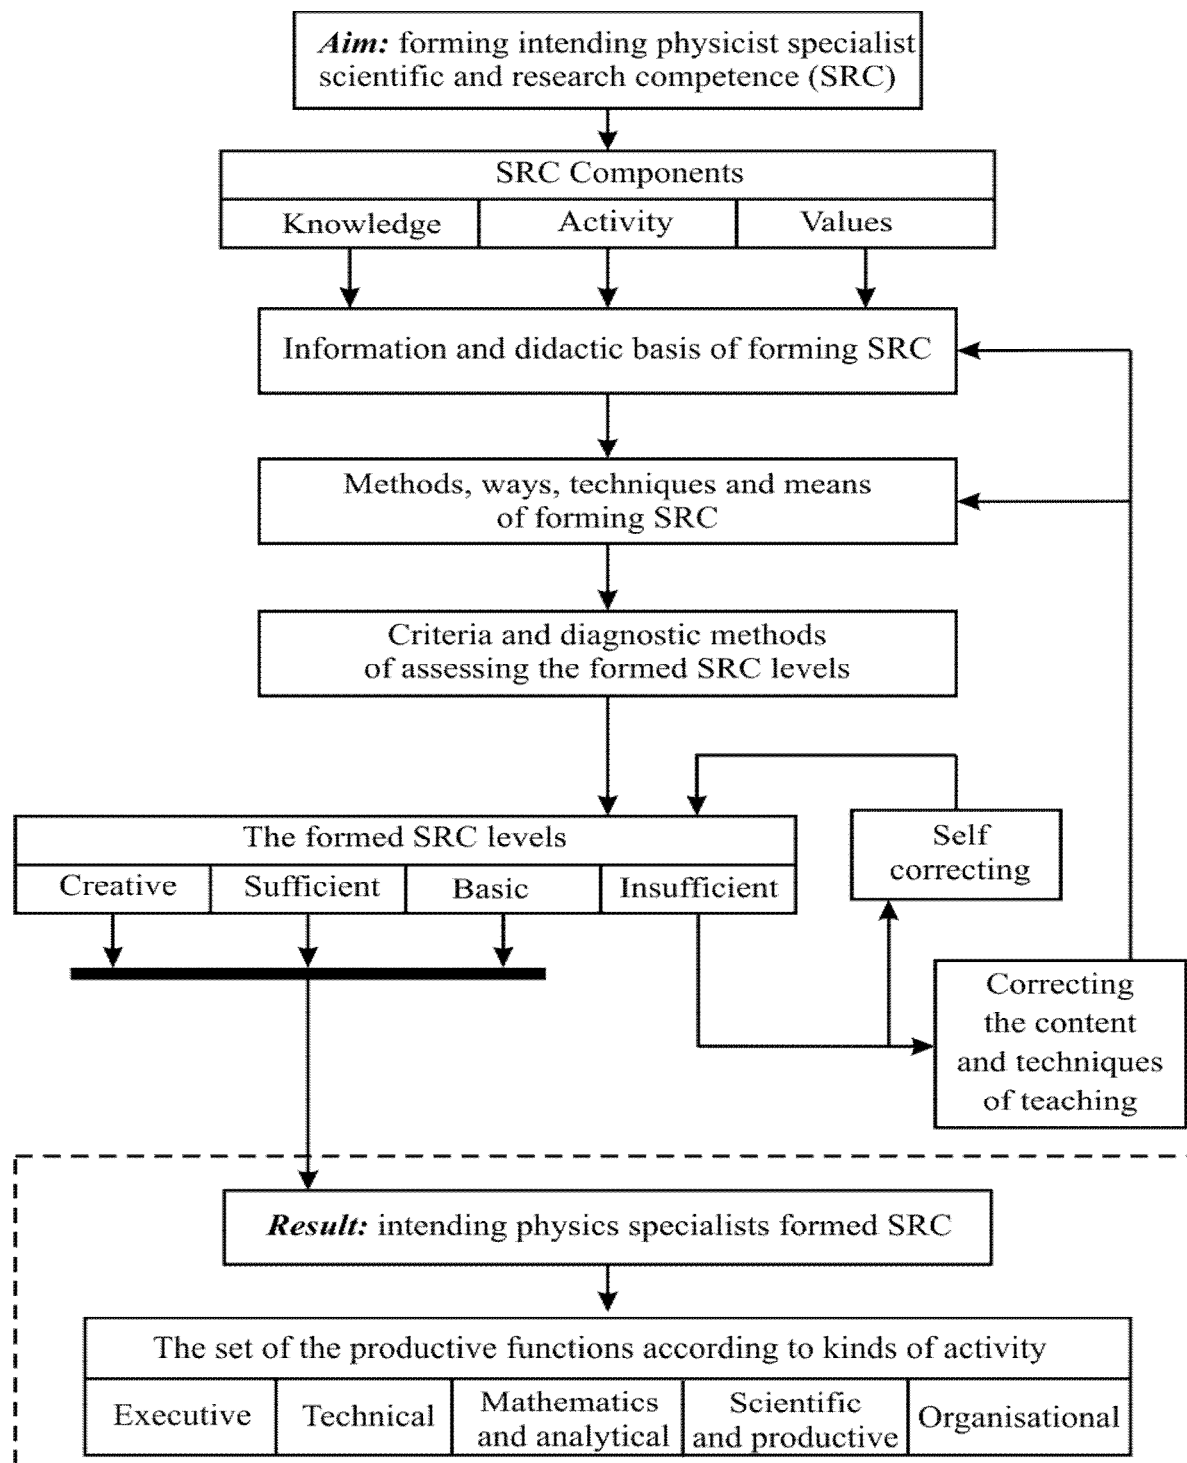 Aim: forming intending physicist specialist
scientific and research competence (SRC)
SRC Components
Knowledge
Activity
Values
Information and didactic basis of forming SRC
Methods, ways, techniques and means
of forming SRC
Criteria and diagnostic methods
of assessing the formed SRC levels
The formed SRC levels
Creative
Sufficient
Basic
Insufficient
Self
correcting
Correcting
the content
and techniques
of teaching
Result: intending physics specialists formed SRC
The set of the productive functions according to kinds of activity
Executive
Technical
Mathematics
and analytical
Scientific
and productive
Organisational